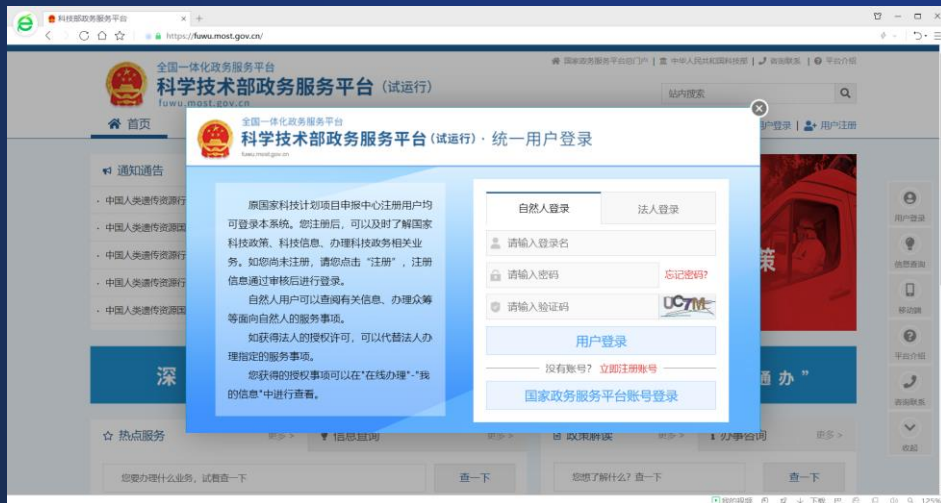 科技部政务服务平台
https://fuwu.most.gov.cn/
国家政务服务平台总门户 | 中华人民共和国科技部 | 咨询联系 | 平台介绍
全国一体化政务服务平台
科学技术部政务服务平台（试运行）
fuwu.most.gov.cn
站内搜索
首页
用户登录 | 用户注册
全国一体化政务服务平台
科学技术部政务服务平台(试运行)·统一用户登录
fuwu.most.gov.cn
通知通告
· 中国人类遗传资源行
· 中国人类遗传资源国
· 中国人类遗传资源行
· 中国人类遗传资源行
· 中国人类遗传资源国
原国家科技计划项目申报中心注册用户均
可登录本系统。您注册后，可以及时了解国家
科技政策、科技信息、办理科技政务相关业
务。如您尚未注册，请您点击“注册”，注册
信息通过审核后进行登录。
自然人用户可以查阅有关信息、办理众筹
等面向自然人的服务事项。
如获得法人的授权许可，可以代替法人办
理指定的服务事项。
您获得的授权事项可以在"在线办理"-"我
的信息"中进行查看。
自然人登录
法人登录
请输入登录名
请输入密码
忘记密码?
请输入验证码
UC7M
用户登录
没有账号? 立即注册账号
国家政务服务平台账号登录
策
深
通办”
用户登录
信息查询
移动端
平台介绍
咨询联系
收起
热点服务
更多 >
信息查询
更多 >
政策解读
更多 >
办事咨询
更多 >
您要办理什么业务，试着查一下
查一下
您想了解什么？查一下
查一下
我的视频
下载
125%